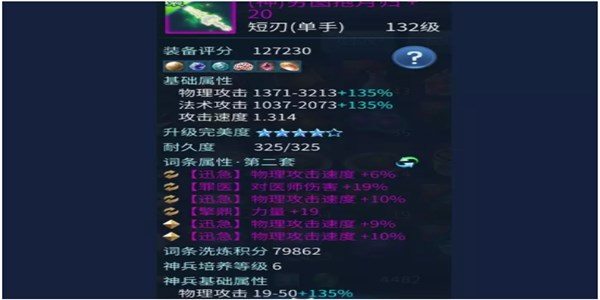 20
短刃(单手) 132级
装备评分 127230
?
基础属性
物理攻击 1371-3213+135%
法术攻击 1037-2073+135%
攻击速度 1.314
升级完美度
耐久度 325/325
词条属性·第二套
【迅急】物理攻击速度 +6%
【罪医】对医师伤害 +19%
【迅急】物理攻击速度 +10%
【擎鼎】力量 +19
【迅急】物理攻击速度 +9%
【迅急】物理攻击速度 +10%
词条洗炼积分 79862
神兵培养等级 6
神兵基础属性
物理攻击 19-50+135%